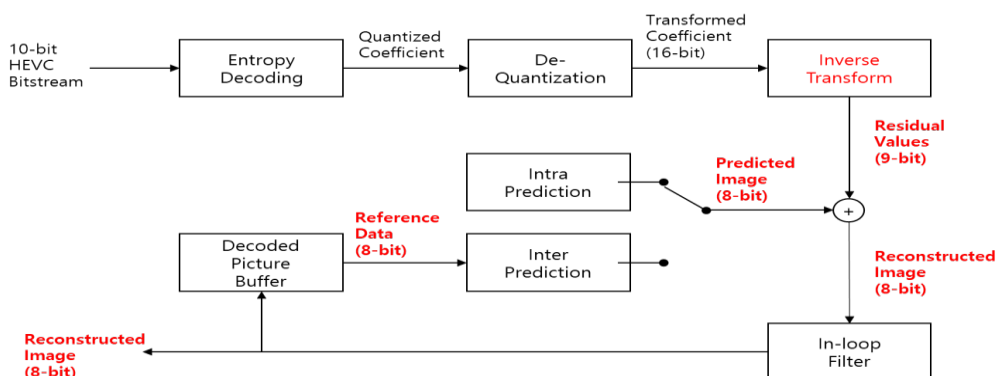 10-bit
HEVC
Bitstream
Entropy
Decoding
Quantized
Coefficient
De-
Quantization
Transformed
Coefficient
(16-bit)
Inverse
Transform
Residual
Values
(9-bit)
Intra
Prediction
Predicted
Image
(8-bit)
+
Decoded
Picture
Buffer
Reference
Data
(8-bit)
Inter
Prediction
Reconstructed
Image
(8-bit)
Reconstructed
Image
(8-bit)
In-loop
Filter